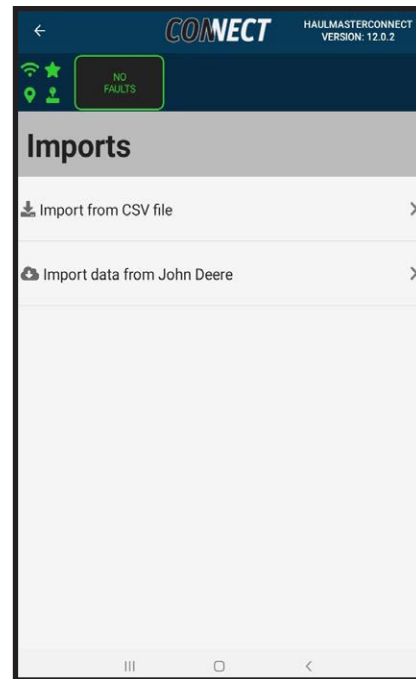 CONNECT
HAULMASTERCONNECT
VERSION: 12.0.2
NO
FAULTS
Imports
Import from CSV file
Import data from John Deere